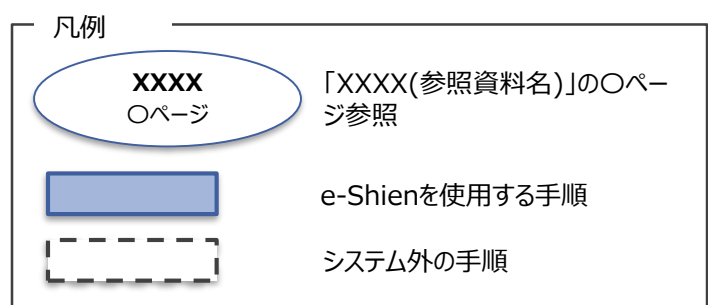 凡例
XXXX
〇ページ
「XXXX(参照資料名)」の〇ペー
ジ参照
e-Shienを使用する手順
システム外の手順